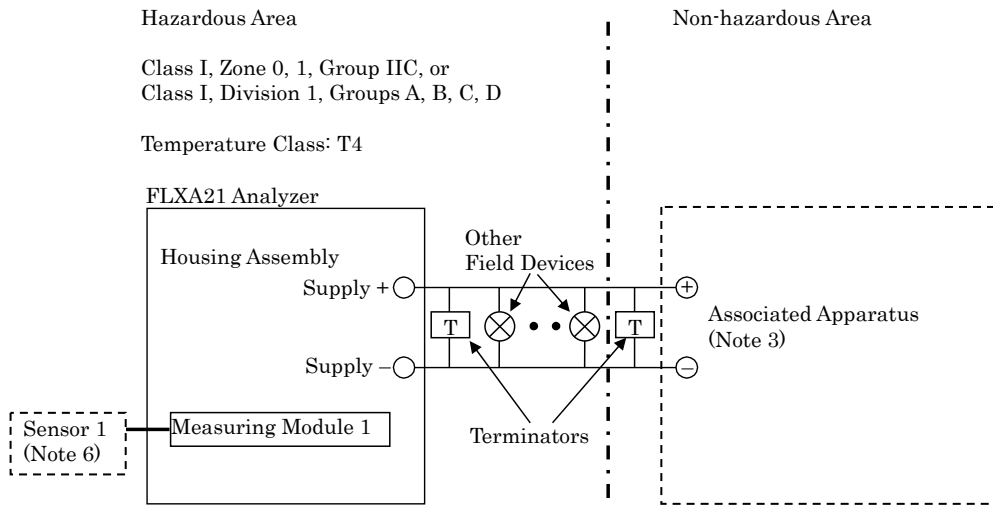 Hazardous Area
Non-hazardous Area
Class I, Zone 0, 1, Group IIC, or
Class I, Division 1, Groups A, B, C, D
Temperature Class: T4
FLXA21 Analyzer
Housing Assembly
Other
Field Devices
Supply +
+
T
T
Associated Apparatus
(Note 3)
Supply –
–
Sensor 1
(Note 6)
Measuring Module 1
Terminators